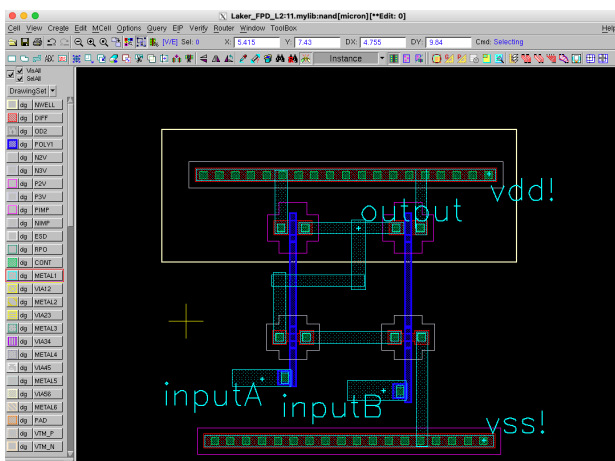 Laker_FPD_L2:11.mylib:nand[micron][**Edit: 0]
Cell View Create Edit MCell Options Query EIP Verify Router Window ToolBox Help
[V/E] Sel: 0 X: 5.415 Y: 7.43 DX: 4.755 DY: 9.84 Cmd: Selecting
ABC Instance
VisAll
SelAll
DrawingSet
dg NWELL
dg DIFF
dg OD2
dg POLY1
dg N2V
dg N3V
dg P2V
dg P3V
dg PIMP
dg NIMP
dg ESD
dg RPO
dg CONT
dg METAL1
dg VIA12
dg METAL2
dg VIA23
dg METAL3
dg VIA34
dg METAL4
dg VIA45
dg METAL5
dg VIA56
dg METAL6
dg PAD
dg VTM_P
dg VTM_N
vdd!
output
inputA
inputB
vss!